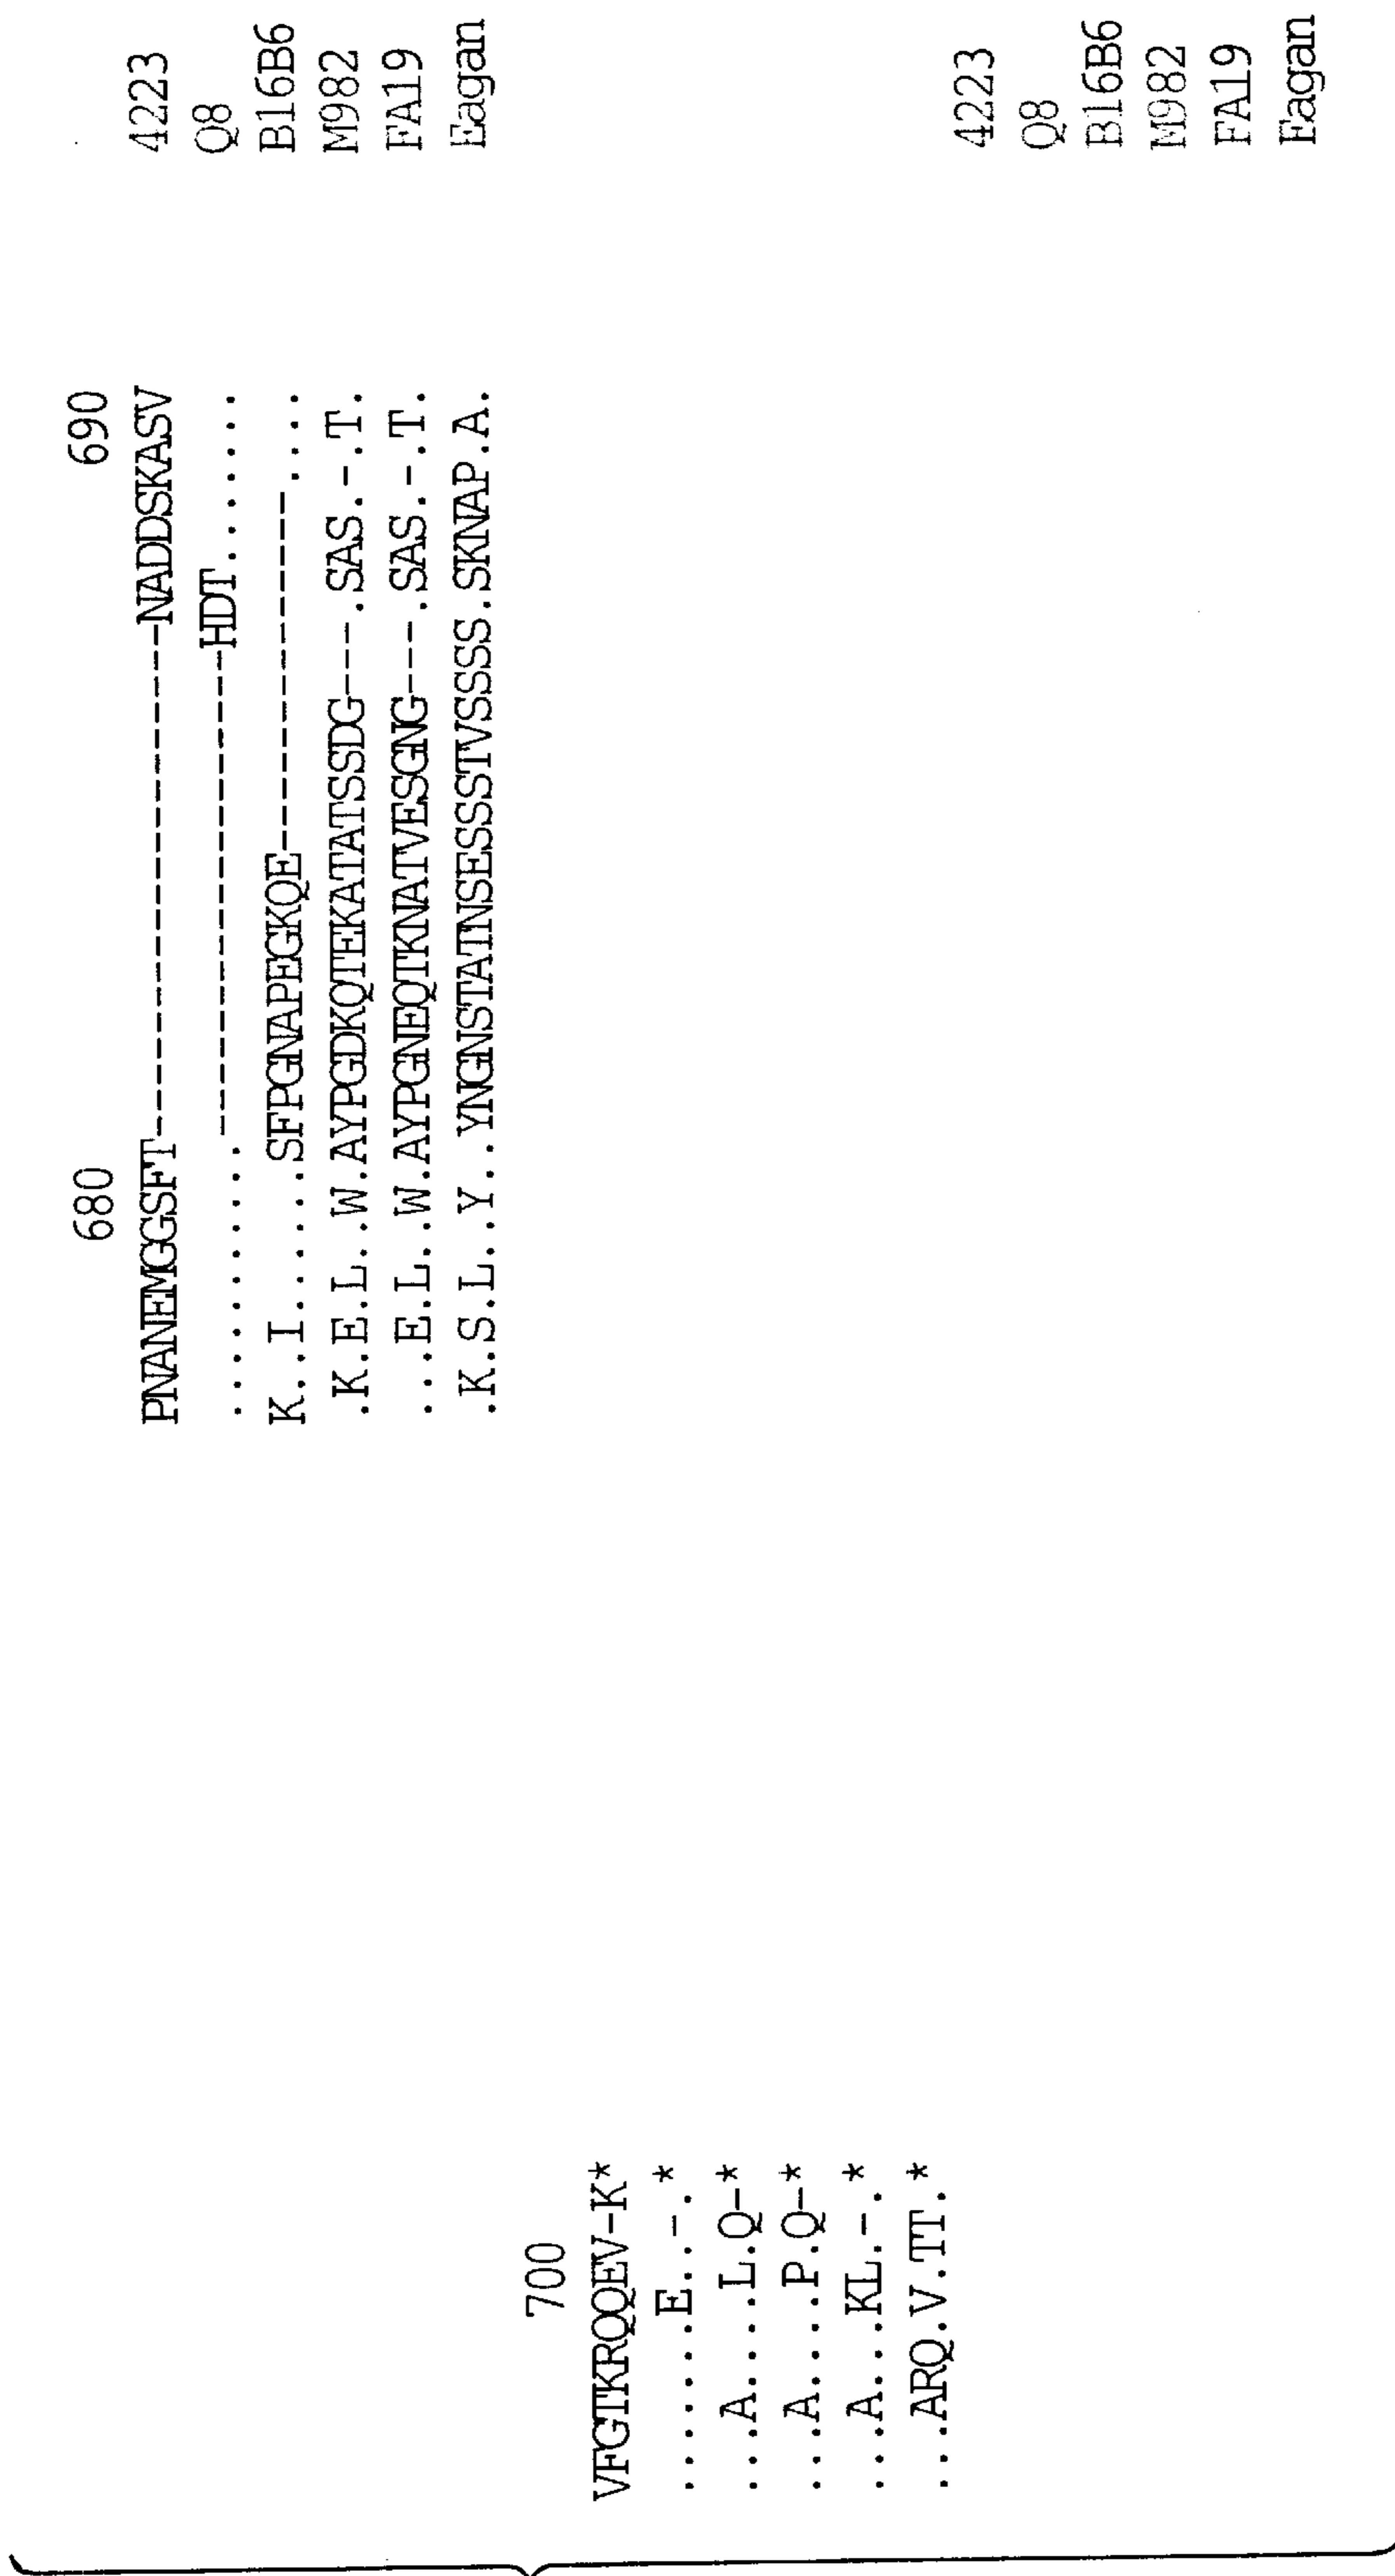 680 690
PNANEMGGSFT--------------------NADDSKASV 4223
...........-------------------HDT....... Q8
K..I.......SFPGNAPEGKQE-------------.... B16B6
.K.E.L..W.AYPGDKQTEKATATSSDG---.SAS.-.T. M982
...E.L..W.AYPGNEQTKNATVESGNG---.SAS.-.T. FA19
.K.S.L..Y..YNGNSTATNSESSSTVSSSS.SKNAP.A. Eagan
700
VFGTKRQQEV-K* 4223
.......E..-.* Q8
...A....L.Q-* B16B6
...A....P.Q-* M982
...A...KL.-.* FA19
...ARQ.V.TT.* Eagan